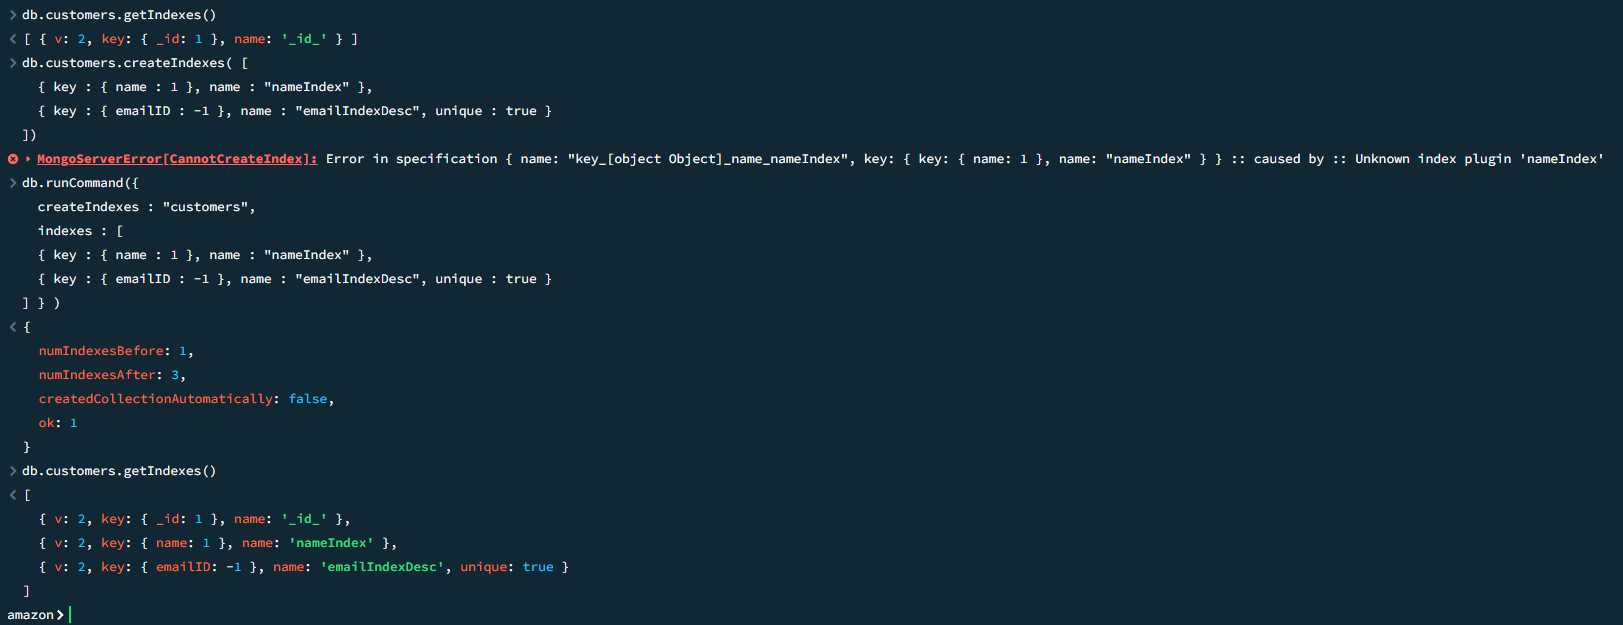 > db.customers.getIndexes()
< [ { v: 2, key: { _id: 1 }, name: '_id_' } ]
> db.customers.createIndexes( [
{ key : { name : 1 }, name : "nameIndex" },
{ key : { emailID : -1 }, name : "emailIndexDesc", unique : true }
])
MongoServerError[CannotCreateIndex]: Error in specification { name: "key_[object Object]_name_nameIndex", key: { key: { name: 1 }, name: "nameIndex" } } :: caused by :: Unknown index plugin 'nameIndex'
> db.runCommand({
createIndexes : "customers",
indexes : [
{ key : { name : 1 }, name : "nameIndex" },
{ key : { emailID : -1 }, name : "emailIndexDesc", unique : true }
] } )
< {
numIndexesBefore: 1,
numIndexesAfter: 3,
createdCollectionAutomatically: false,
ok: 1
}
> db.customers.getIndexes()
< [
{ v: 2, key: { _id: 1 }, name: '_id_' },
{ v: 2, key: { name: 1 }, name: 'nameIndex' },
{ v: 2, key: { emailID: -1 }, name: 'emailIndexDesc', unique: true }
]
amazon>